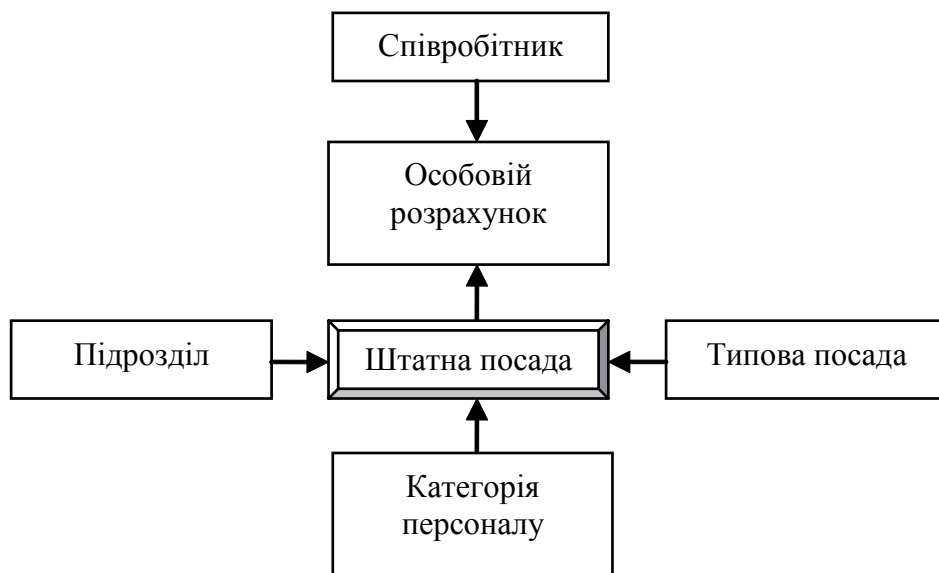 Співробітник
Особовій
розрахунок
Підрозділ
Штатна посада
Типова посада
Категорія
персоналу